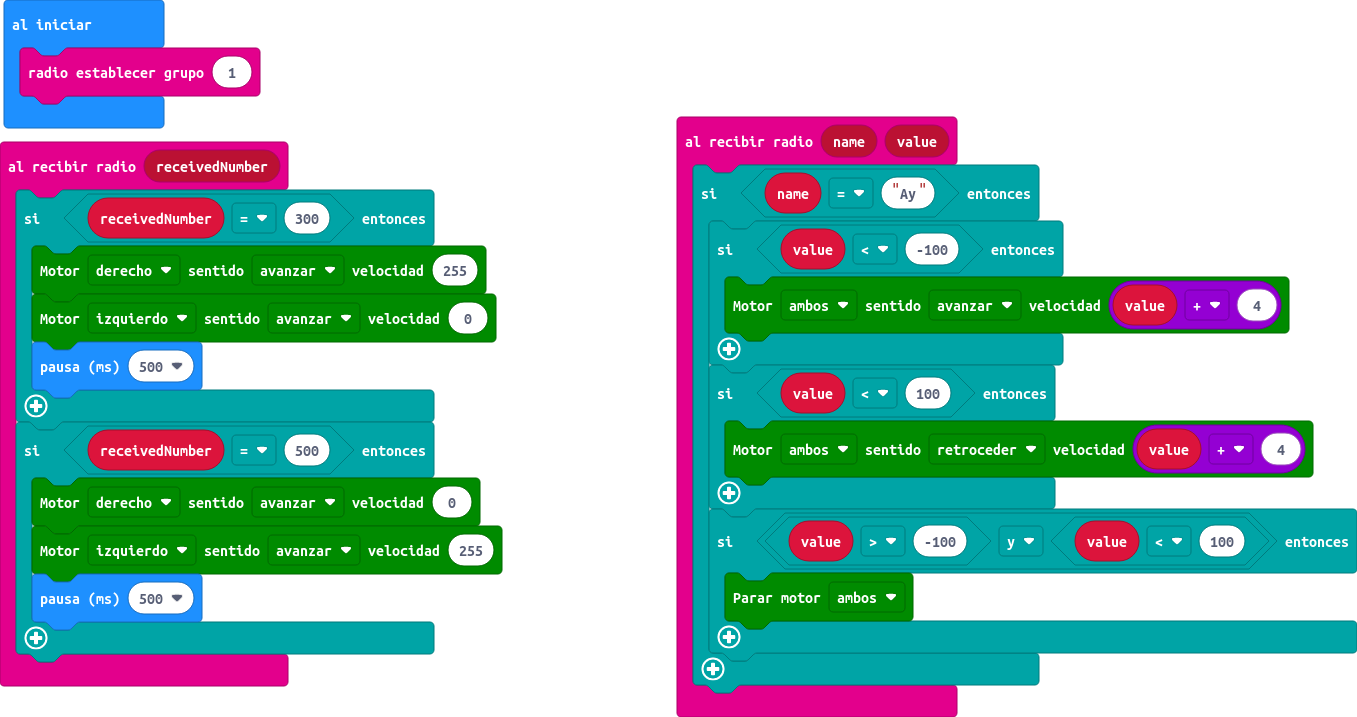 al iniciar
radio establecer grupo 1
al recibir radio receivedNumber
si receivedNumber = 300 entonces
Motor derecho sentido avanzar velocidad 255
Motor izquierdo sentido avanzar velocidad 0
pausa (ms) 500
si receivedNumber = 500 entonces
Motor derecho sentido avanzar velocidad 0
Motor izquierdo sentido avanzar velocidad 255
pausa (ms) 500
al recibir radio name value
si name = "Ay" entonces
si value < -100 entonces
Motor ambos sentido avanzar velocidad value + 4
si value < 100 entonces
Motor ambos sentido retroceder velocidad value + 4
si value > -100 y value < 100 entonces
Parar motor ambos